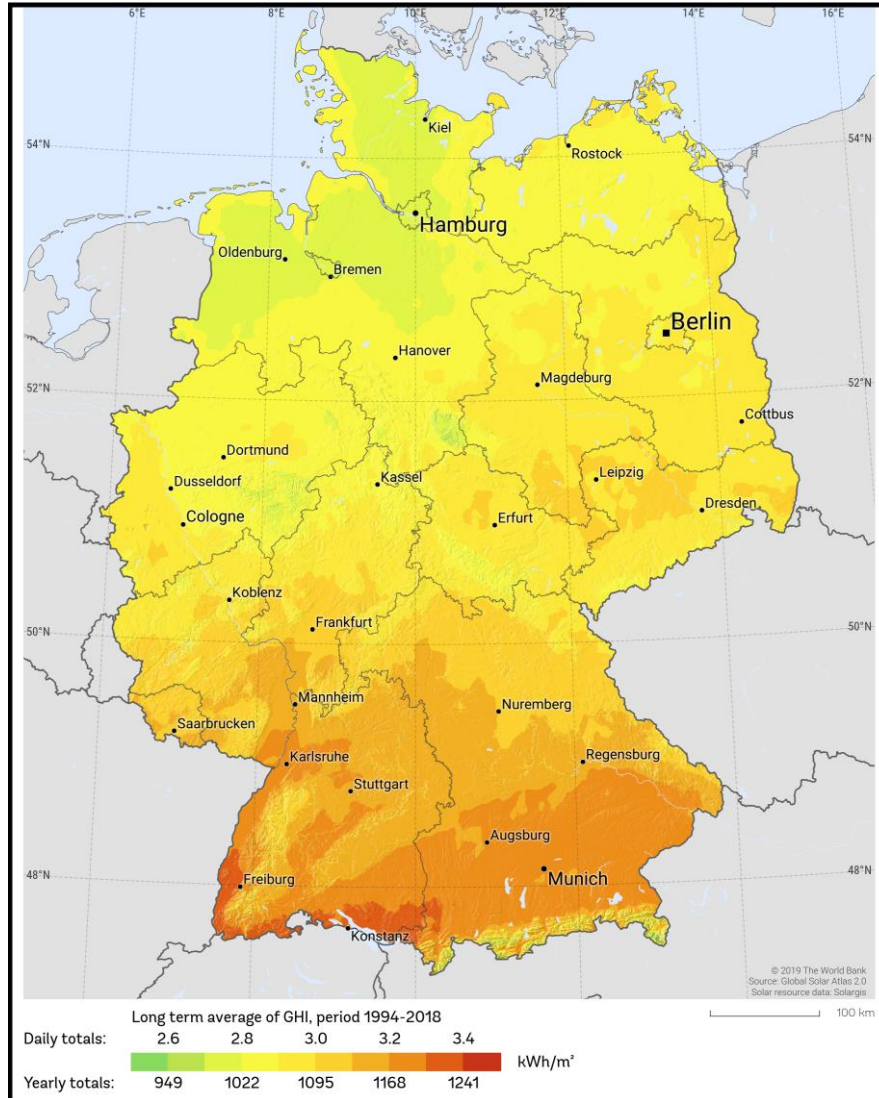 6°E 8°E 10°E 12°E 14°E 16°E
Kiel
54°N Rostock 54°N
Hamburg
Oldenburg
Bremen
Berlin
Hanover
Magdeburg
52°N 52°N
Cottbus
Dortmund
Dusseldorf Kassel Leipzig
Cologne Erfurt Dresden
Koblenz
50°N Frankfurt 50°N
Mannheim
Saarbrucken Nuremberg
Karlsruhe Regensburg
Stuttgart
Augsburg
48°N Freiburg Munich 48°N
Konstanz
© 2019 The World Bank
Source: Global Solar Atlas 2.0
Solar resource data: Solargis
Long term average of GHI, period 1994-2018
100 km
Daily totals: 2.6 2.8 3.0 3.2 3.4
kWh/m²
Yearly totals: 949 1022 1095 1168 1241